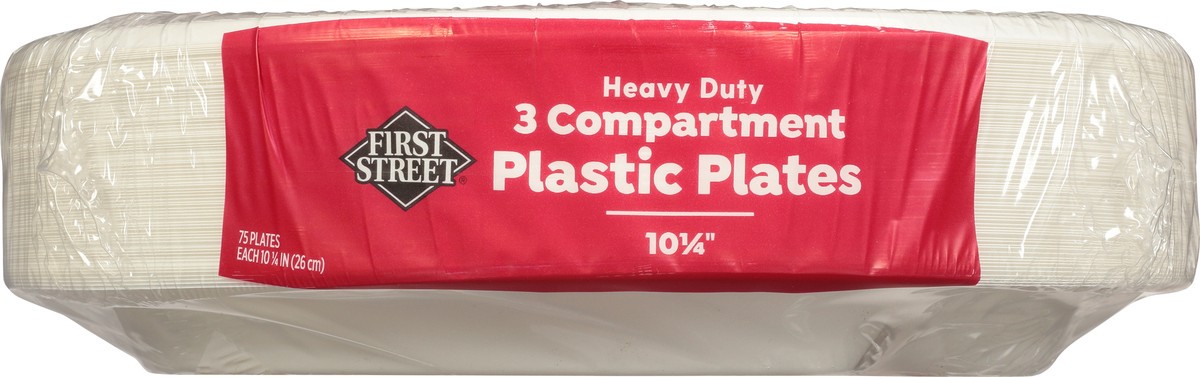 Heavy Duty
3 Compartment
Plastic Plates
10¼"
FIRST
STREET®
75 PLATES
EACH 10 ¼ IN (26 cm)